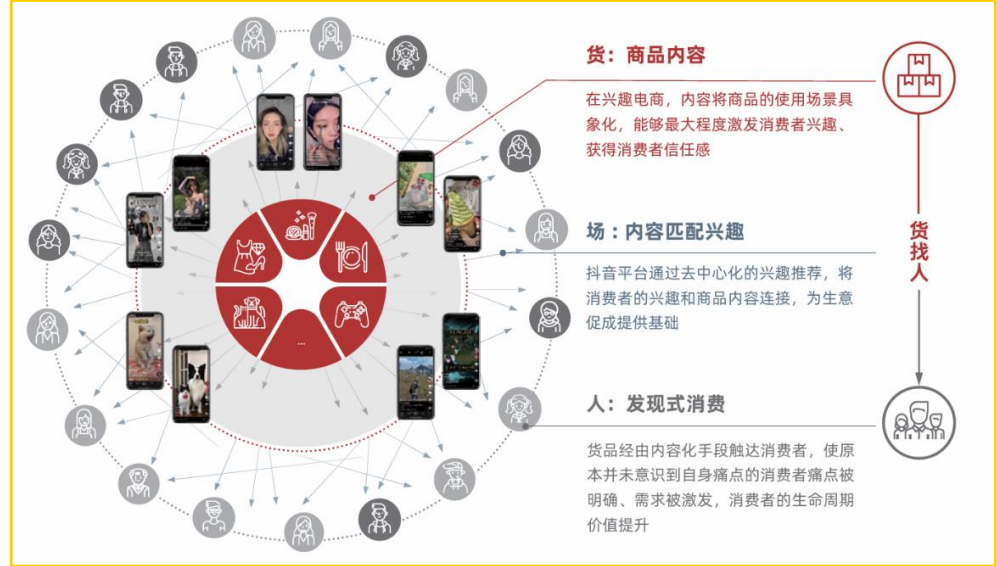 货：商品内容
在兴趣电商，内容将商品的使用场景具
象化，能够最大程度激发消费者兴趣、
获得消费者信任感
场：内容匹配兴趣
抖音平台通过去中心化的兴趣推荐，将
消费者的兴趣和商品内容连接，为生意
促成提供基础
人：发现式消费
货品经由内容化手段触达消费者，使原
本并未意识到自身痛点的消费者痛点被
明确、需求被激发，消费者的生命周期
价值提升
货找人
...